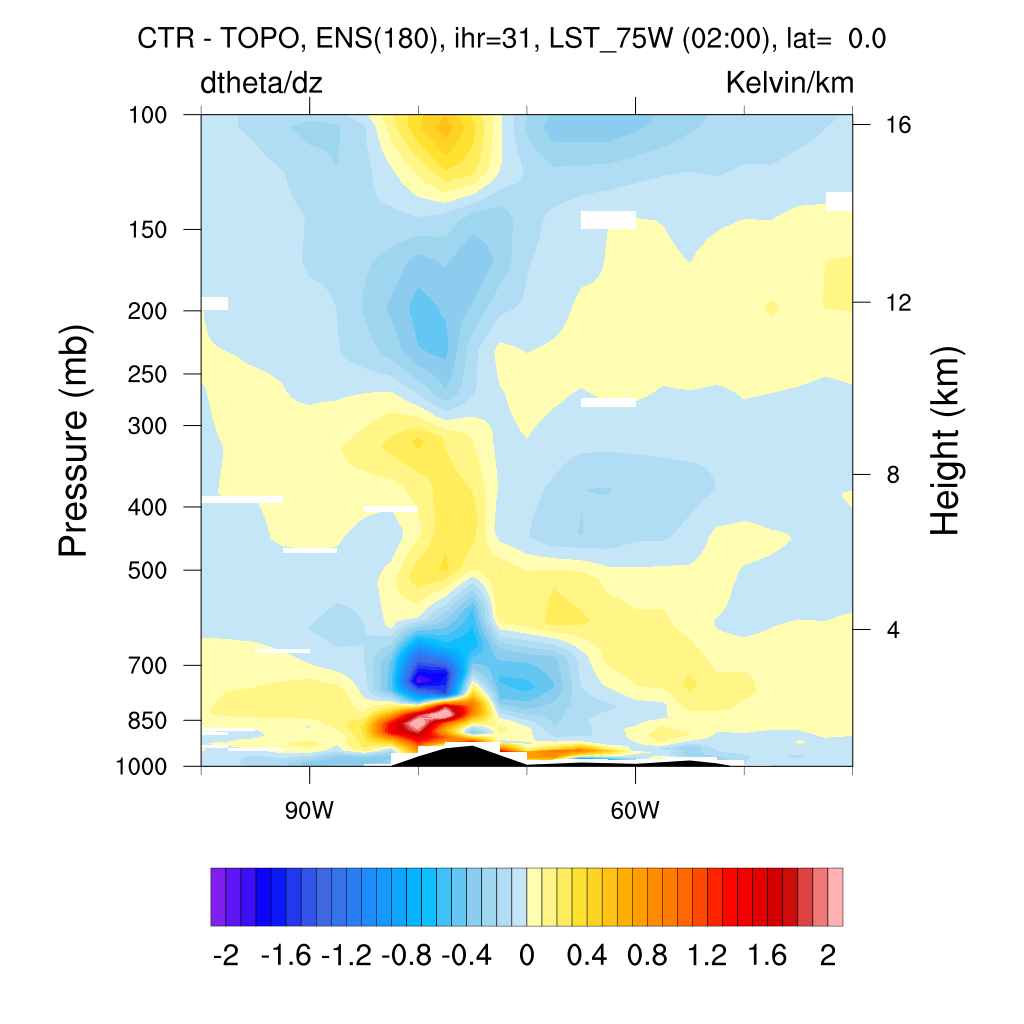 CTR - TOPO, ENS(180), ihr=31, LST_75W (02:00), lat=  0.0
dtheta/dz Kelvin/km
100
150
200
250
300
400
500
700
850
1000
Pressure (mb)
16
12
8
4
Height (km)
90W 60W
-2 -1.6 -1.2 -0.8 -0.4 0 0.4 0.8 1.2 1.6 2